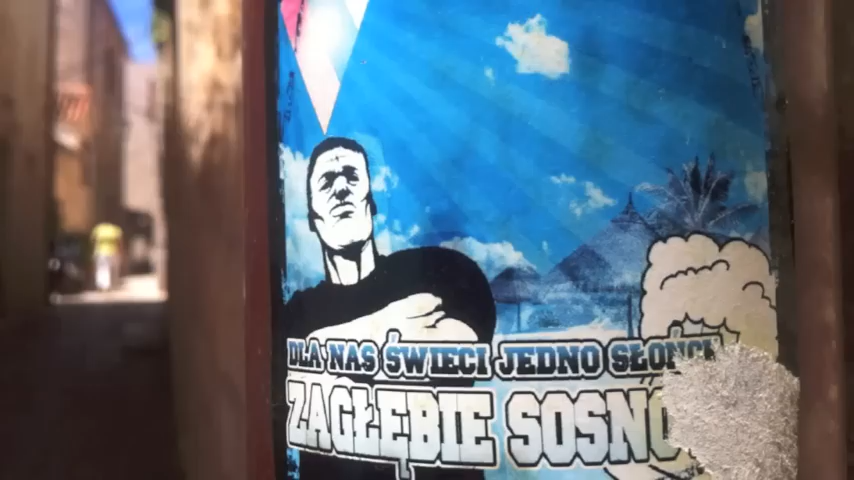 DLA NAS ŚWIECI JEDNO SŁOŃC
ZAGŁĘBIE SOSNO